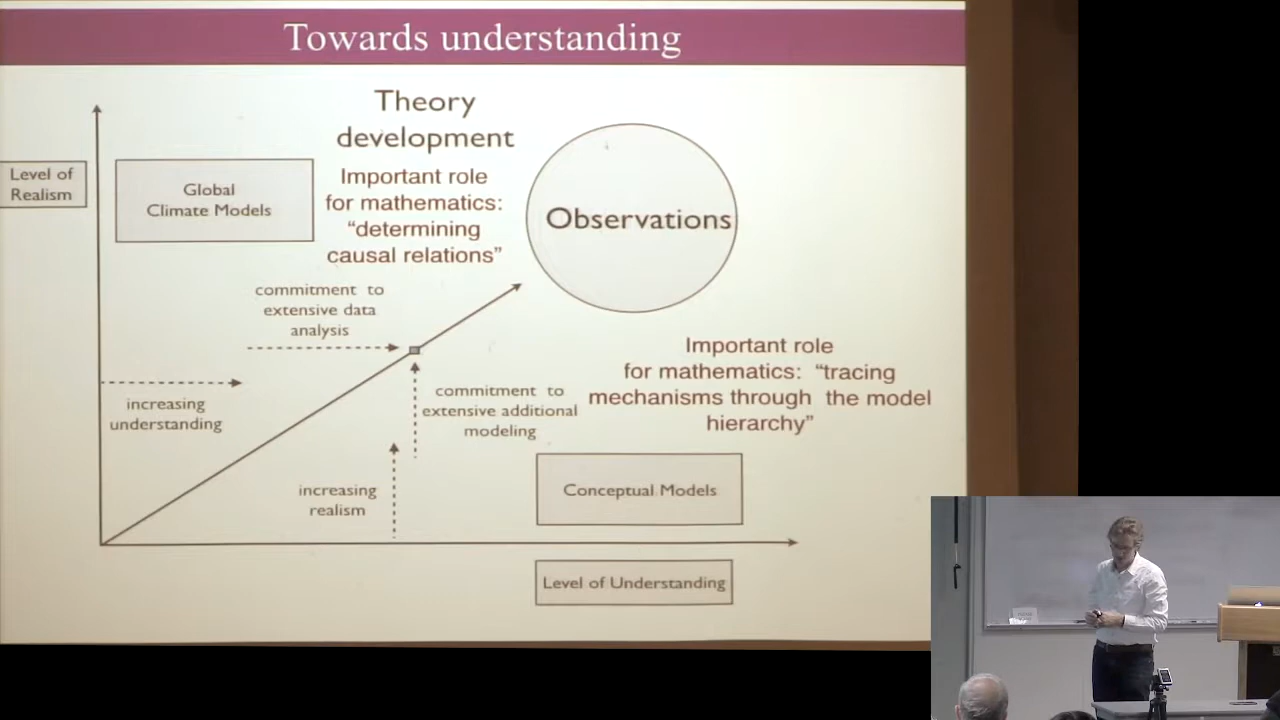 Towards understanding
Theory
development
Level of
Realism
Global
Climate Models
Important role
for mathematics:
“determining
causal relations”
Observations
commitment to
extensive data
analysis
increasing
understanding
commitment to
extensive additional
modeling
Important role
for mathematics: “tracing
mechanisms through the model
hierarchy”
increasing
realism
Conceptual Models
Level of Understanding